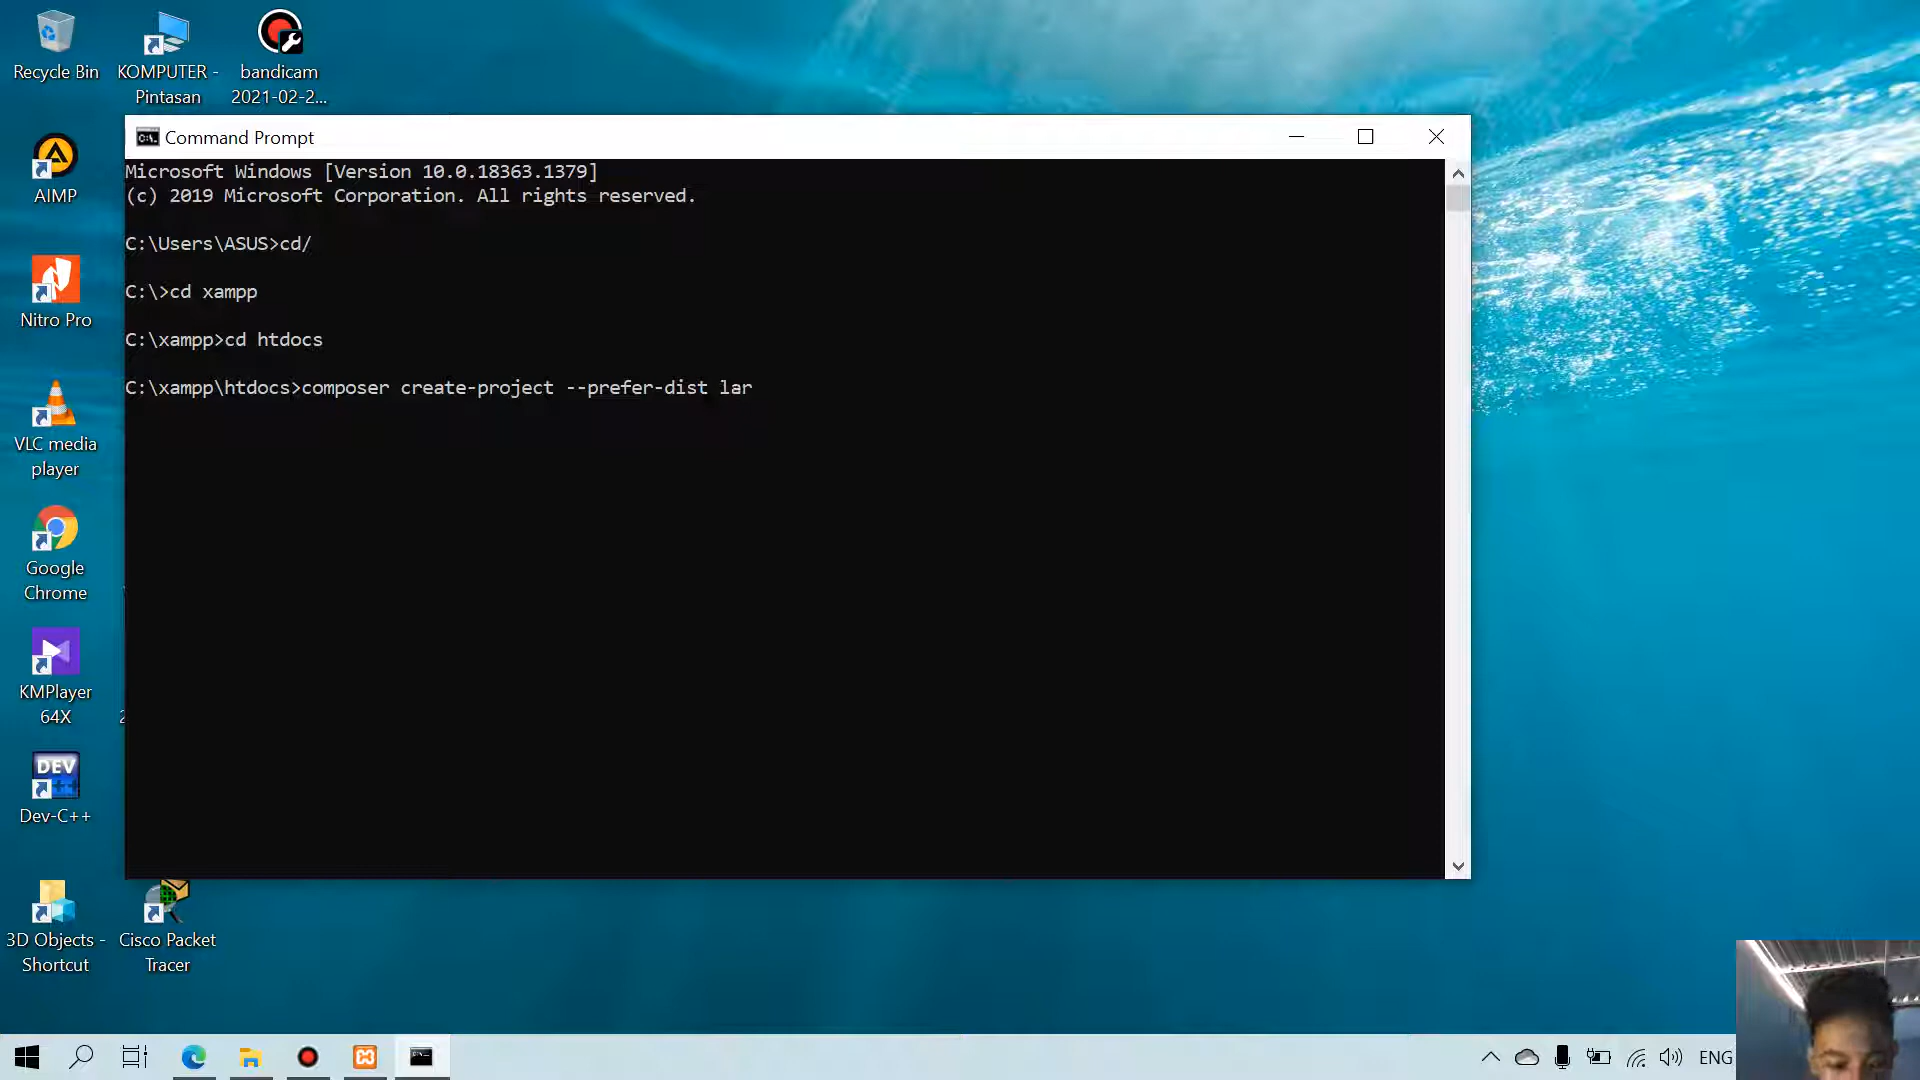 Recycle Bin
KOMPUTER -
Pintasan
bandicam
2021-02-2...
AIMP
Nitro Pro
VLC media
player
Google
Chrome
KMPlayer
64X
DEV
C++
Dev-C++
3D Objects -
Shortcut
Cisco Packet
Tracer
Command Prompt
Microsoft Windows [Version 10.0.18363.1379]
(c) 2019 Microsoft Corporation. All rights reserved.
C:\Users\ASUS>cd/
C:\>cd xampp
C:\xampp>cd htdocs
C:\xampp\htdocs>composer create-project --prefer-dist lar
ENG